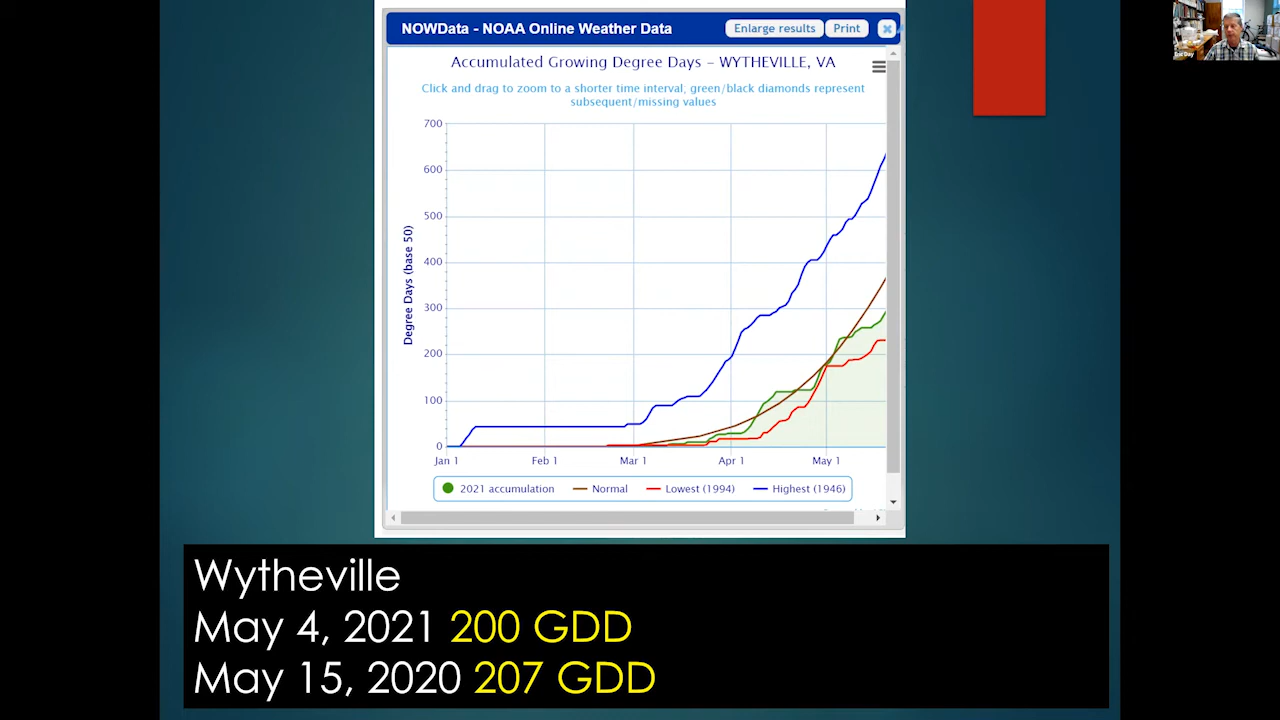 NOWData - NOAA Online Weather Data
Enlarge results
Print
Accumulated Growing Degree Days – WYTHEVILLE, VA
Click and drag to zoom to a shorter time interval, green/black diamonds represent
subsequent/missing values
Degree Days (base 50)
700
600
500
400
300
200
100
0
Jan 1
Feb 1
Mar 1
Apr 1
May 1
2021 accumulation
Normal
Lowest (1994)
Highest (1946)
Wytheville
May 4, 2021 200 GDD
May 15, 2020 207 GDD
Eric Day